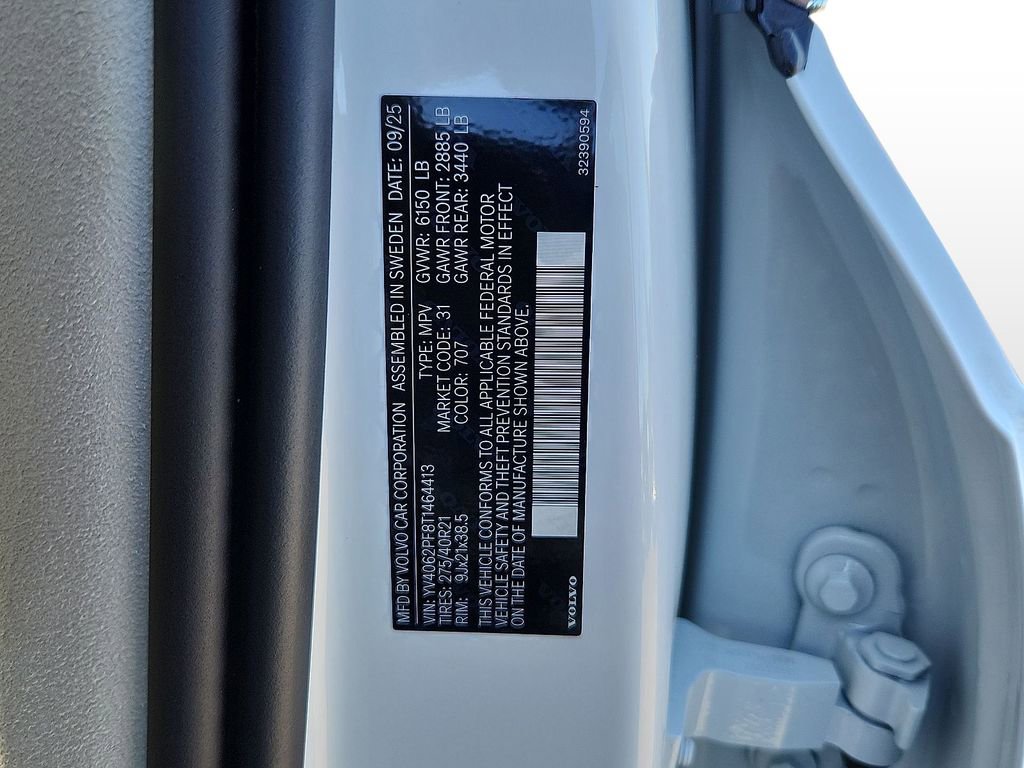 MFD BY VOLVO CAR CORPORATION ASSEMBLED IN SWEDEN DATE: 09/25
VIN: YV4062PF8T1464413 TYPE: MPV GVWR: 6150 LB
TIRES: 275/40R21 MARKET CODE: 31 GAWR FRONT: 2885 LB
RIM: 9Jx21x38.5 COLOR: 707 GAWR REAR: 3440 LB
THIS VEHICLE CONFORMS TO ALL APPLICABLE FEDERAL MOTOR
VEHICLE SAFETY AND THEFT PREVENTION STANDARDS IN EFFECT
ON THE DATE OF MANUFACTURE SHOWN ABOVE.
VOLVO 32390594